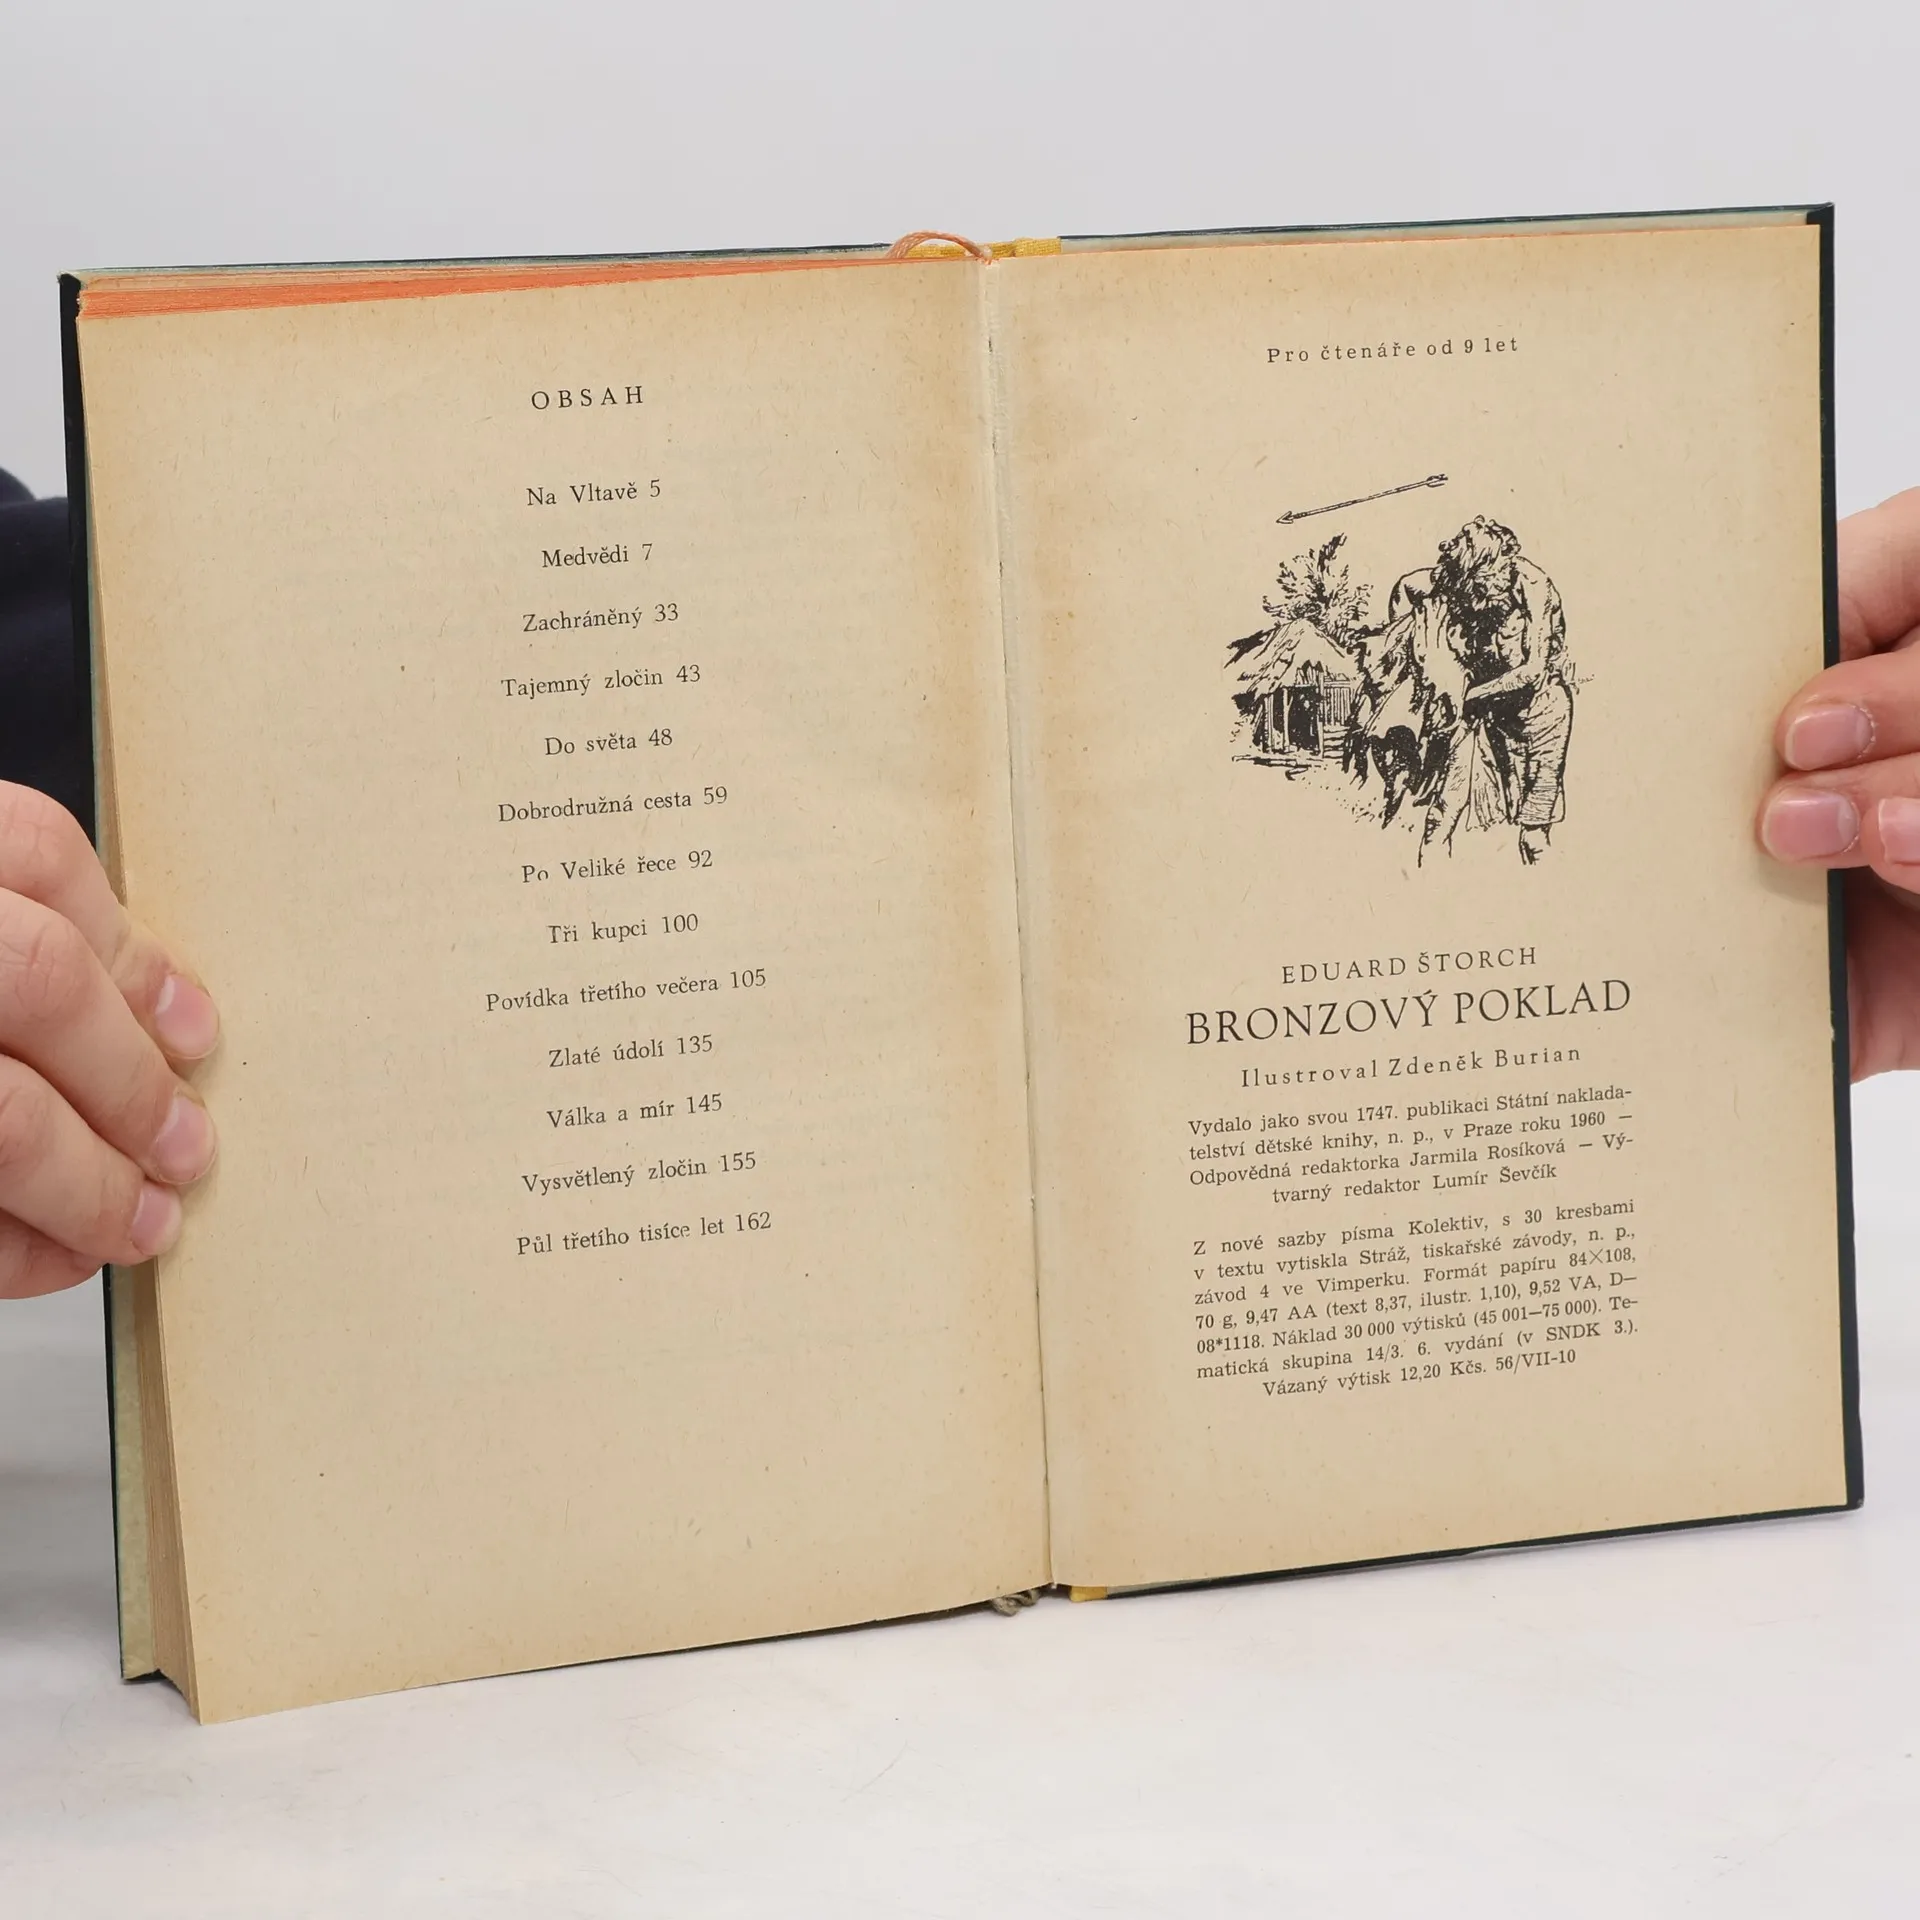 OBSAH
Na Vltavě 5
Medvědi 7
Zachráněný 33
Tajemný zločin 43
Do světa 48
Dobrodružná cesta 59
Po Veliké řece 92
Tři kupci 100
Povídka třetího večera 105
Zlaté údolí 135
Válka a mír 145
Vysvětlený zločin 155
Půl třetího tisíce let 162
Pro čtenáře od 9 let
EDUARD ŠTORCH
BRONZOVÝ POKLAD
Ilustroval Zdeněk Burian
Vydalo jako svou 1747. publikaci Státní naklada-
telství dětské knihy, n. p., v Praze roku 1960 —
Odpovědná redaktorka Jarmila Rosíková — Vý-
tvarný redaktor Lumír Ševčík
Z nové sazby písma Kolektiv, s 30 kresbami
v textu vytiskla Stráž, tiskařské závody, n. p.,
závod 4 ve Vimperku. Formát papíru 84×108,
70 g, 9,47 AA (text 8,37, ilustr. 1,10), 9,52 VA, D—
08*1118. Náklad 30 000 výtisků (45 001—75 000). Te-
matická skupina 14/3. 6. vydání (v SNDK 3.).
Vázaný výtisk 12,20 Kčs. 56/VII-10